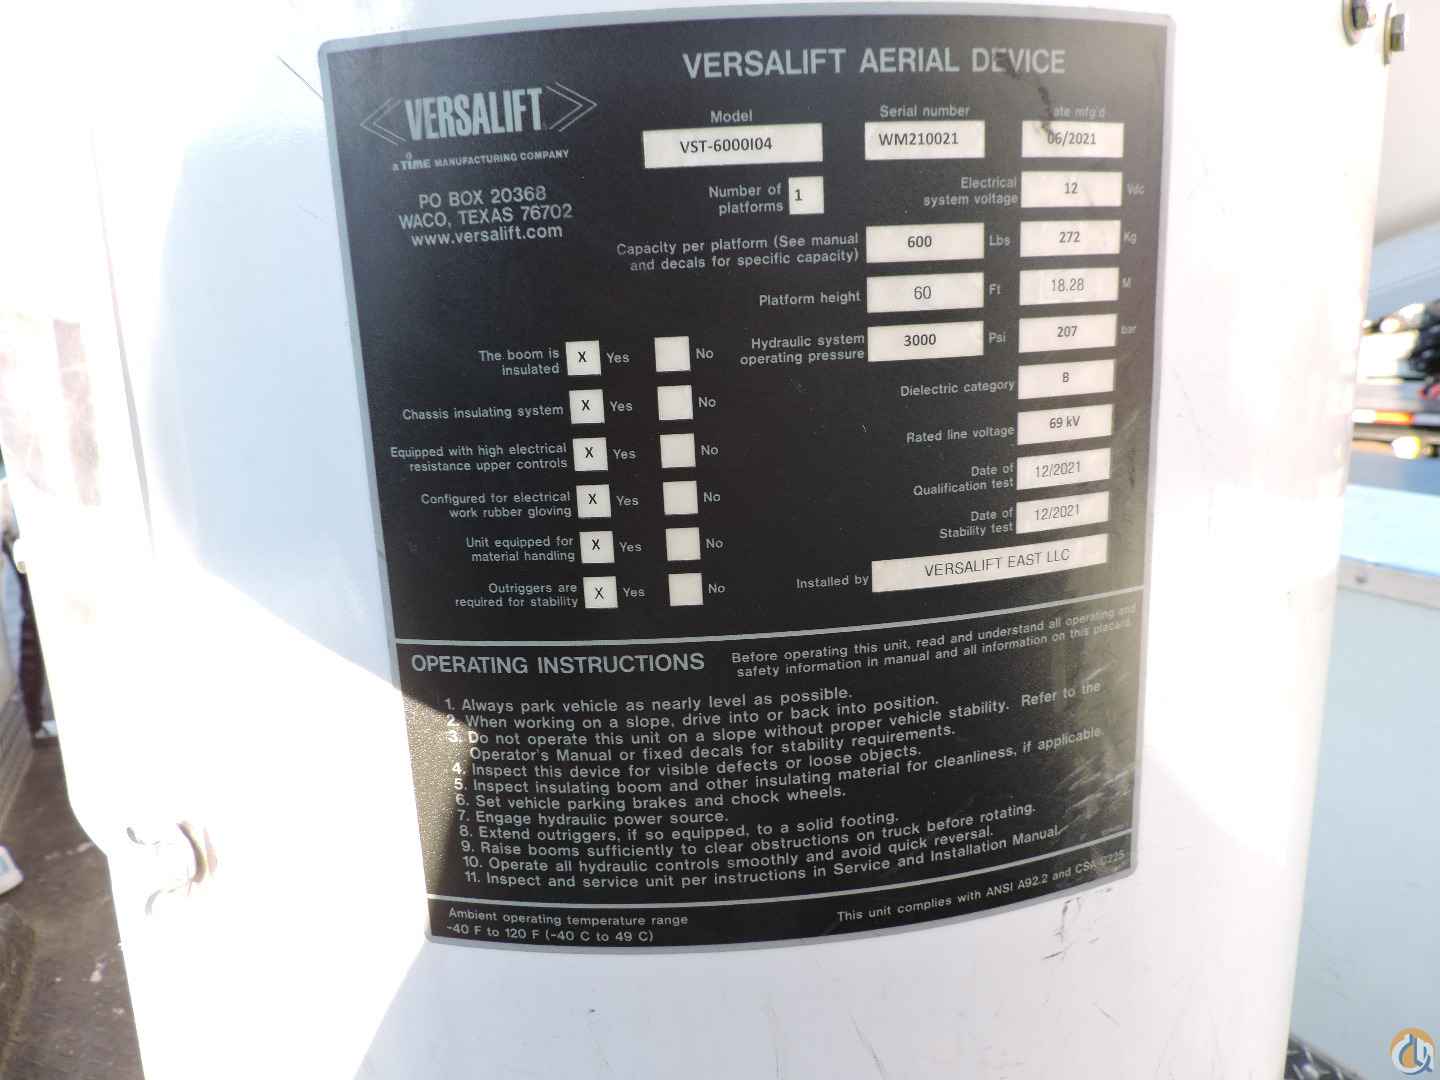 VERSALIFT AERIAL DEVICE
VERSALIFT
A TIME MANUFACTURING COMPANY
PO BOX 20368
WACO, TEXAS 76702
www.versalift.com
Model
VST-6000I04
Serial number
WM210021
ate mfg'd
06/2021
Number of
platforms
1
Electrical
system voltage
12 Vdc
Capacity per platform (See manual
and decals for specific capacity)
600 Lbs 272 Kg
Platform height 60 Ft 18.28 M
Hydraulic system
operating pressure
3000 Psi 207 bar
Dielectric category B
Rated line voltage 69 kV
Date of
Qualification test
12/2021
Date of
Stability test
12/2021
Installed by VERSALIFT EAST LLC
The boom is
insulated
X Yes No
Chassis insulating system X Yes No
Equipped with high electrical
resistance upper controls
X Yes No
Configured for electrical
work rubber gloving
X Yes No
Unit equipped for
material handling
X Yes No
Outriggers are
required for stability
X Yes No
OPERATING INSTRUCTIONS
Before operating this unit, read and understand all operating and
safety information in manual and all information on this placard.
1. Always park vehicle as nearly level as possible.
2. When working on a slope, drive into or back into position.
3. Do not operate this unit on a slope without proper vehicle stability. Refer to the
Operator's Manual or fixed decals for stability requirements.
4. Inspect this device for visible defects or loose objects.
5. Inspect insulating boom and other insulating material for cleanliness, if applicable.
6. Set vehicle parking brakes and chock wheels.
7. Engage hydraulic power source.
8. Extend outriggers, if so equipped, to a solid footing.
9. Raise booms sufficiently to clear obstructions on truck before rotating.
10. Operate all hydraulic controls smoothly and avoid quick reversal.
11. Inspect and service unit per instructions in Service and Installation Manual.
Ambient operating temperature range
-40 F to 120 F (-40 C to 49 C)
This unit complies with ANSI A92.2 and CSA C225